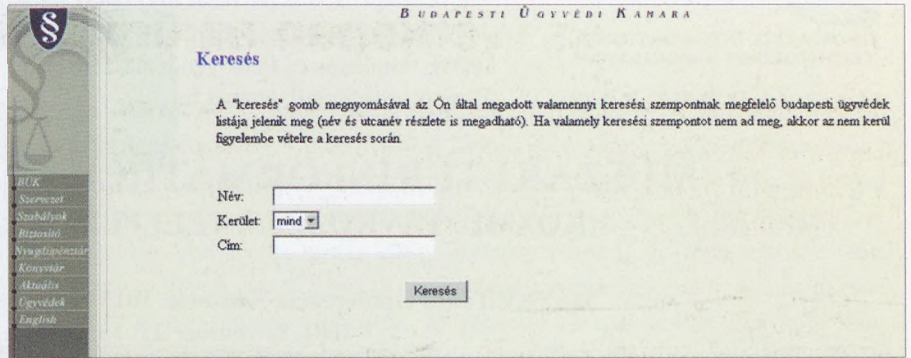 BUDAPESTI ÜGYVÉDI KAMARA
§
Keresés
A "keresés" gomb megnyomásával az Ön által megadott valamennyi keresési szempontnak megfelelő budapesti ügyvédek
listája jelenik meg (név és utcanév részlete is megadható). Ha valamely keresési szempontot nem ad meg, akkor az nem kerül
figyelembe vételre a keresés során.
BÜK
Szervezet
Szabályok
Biztosító
Nyugdíjpénztár
Könyvtár
Aktuális
Ügyvédek
English
Név:
Kerület: mind
Cím:
Keresés